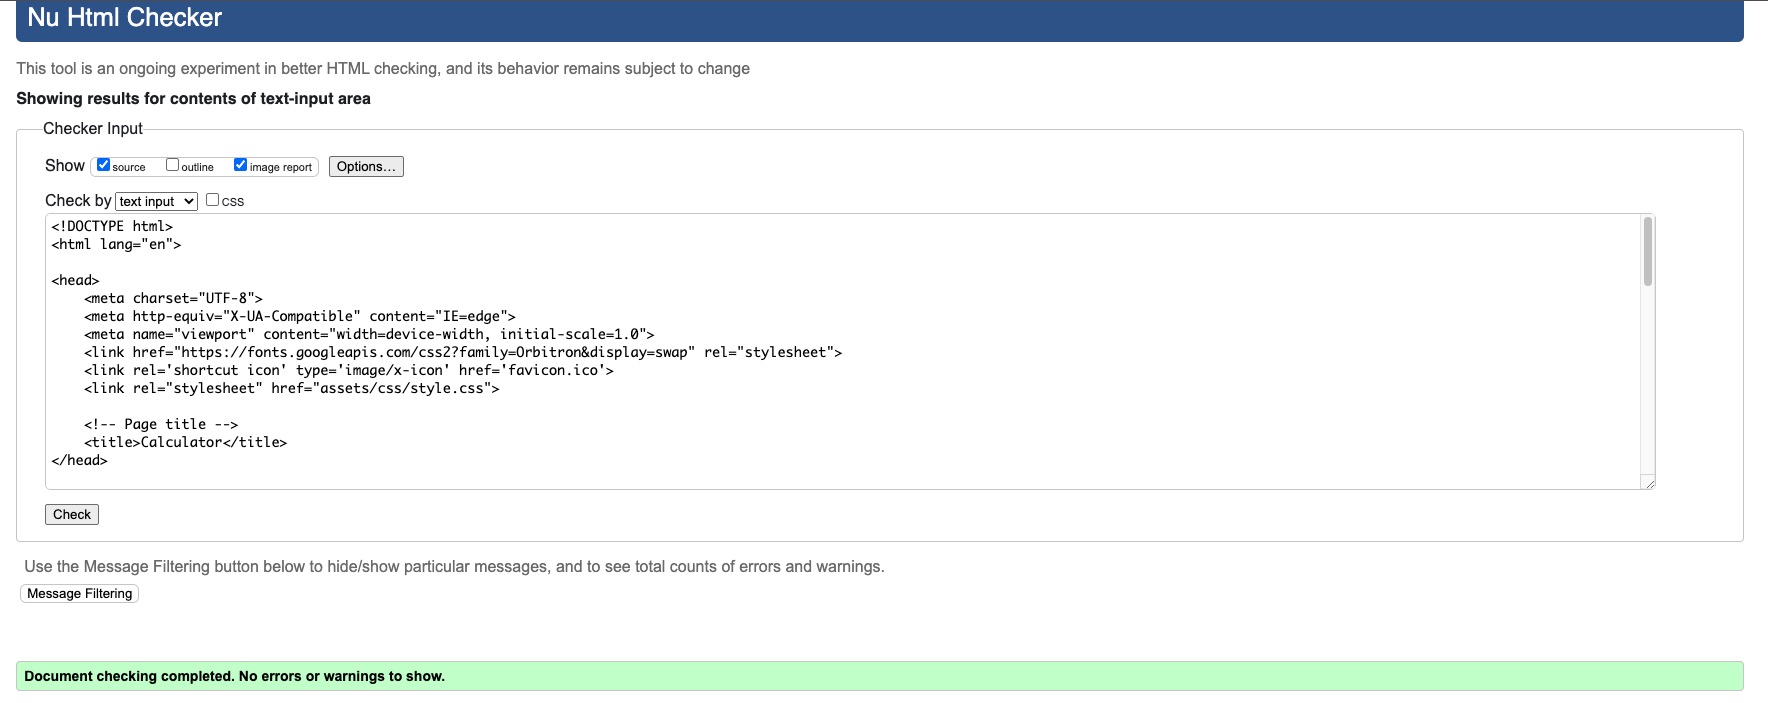 Nu Html Checker
This tool is an ongoing experiment in better HTML checking, and its behavior remains subject to change
Showing results for contents of text-input area
Checker Input
Show source outline image report Options...
Check by text input css
<!DOCTYPE html>
<html lang="en">
<head>
<meta charset="UTF-8">
<meta http-equiv="X-UA-Compatible" content="IE=edge">
<meta name="viewport" content="width=device-width, initial-scale=1.0">
<link href="https://fonts.googleapis.com/css2?family=Orbitron&display=swap" rel="stylesheet">
<link rel='shortcut icon' type='image/x-icon' href='favicon.ico'>
<link rel="stylesheet" href="assets/css/style.css">
<!-- Page title -->
<title>Calculator</title>
</head>
Check
Use the Message Filtering button below to hide/show particular messages, and to see total counts of errors and warnings.
Message Filtering
Document checking completed. No errors or warnings to show.